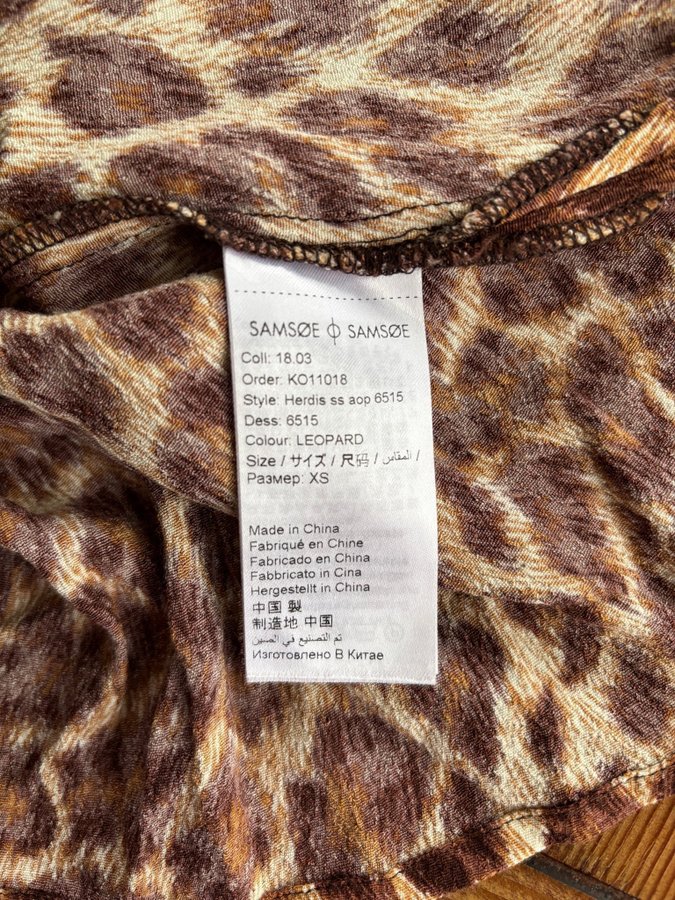 SAMSØE ɸ SAMSØE
Coll: 18.03
Order: KO11018
Style: Herdis ss aop 6515
Dess: 6515
Colour: LEOPARD
Size / サイズ / 尺码 / المقاس /
Размер: XS
Made in China
Fabriqué en Chine
Fabricado en China
Fabbricato in Cina
Hergestellt in China
中国 製
制造地 中国
تم التصنيع في الصين
Изготовлено В Китае